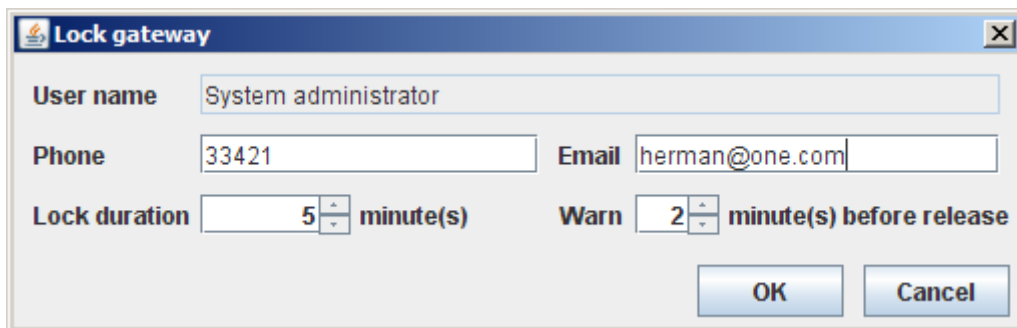 Lock gateway
User name System administrator
Phone 33421 Email herman@one.com
Lock duration 5 minute(s) Warn 2 minute(s) before release
OK Cancel